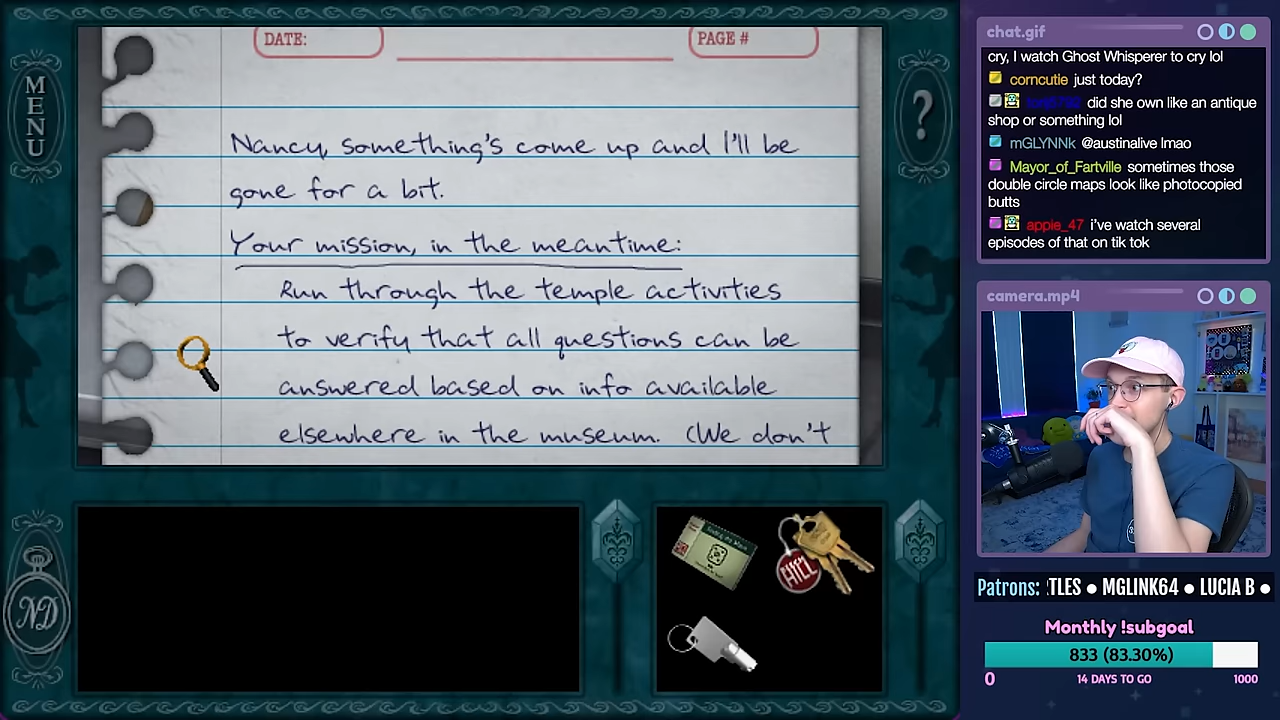 MENU
DATE:
PAGE #
?
Nancy, something's come up and I'll be
gone for a bit.
Your mission, in the meantime:
Run through the temple activities
to verify that all questions can be
answered based on info available
elsewhere in the museum. (We don't
ND
HILL
chat.gif
cry, I watch Ghost Whisperer to cry lol
corncutie just today?
did she own like an antique
shop or something lol
mGLYNNk @austinalive lmao
Mayor_of_Fartville sometimes those
double circle maps look like photocopied
butts
apple_47 i've watch several
episodes of that on tik tok
camera.mp4
Patrons: TLES ● MGLINK64 ● LUCIA B ●
Monthly !subgoal
833 (83.30%)
0 14 DAYS TO GO 1000